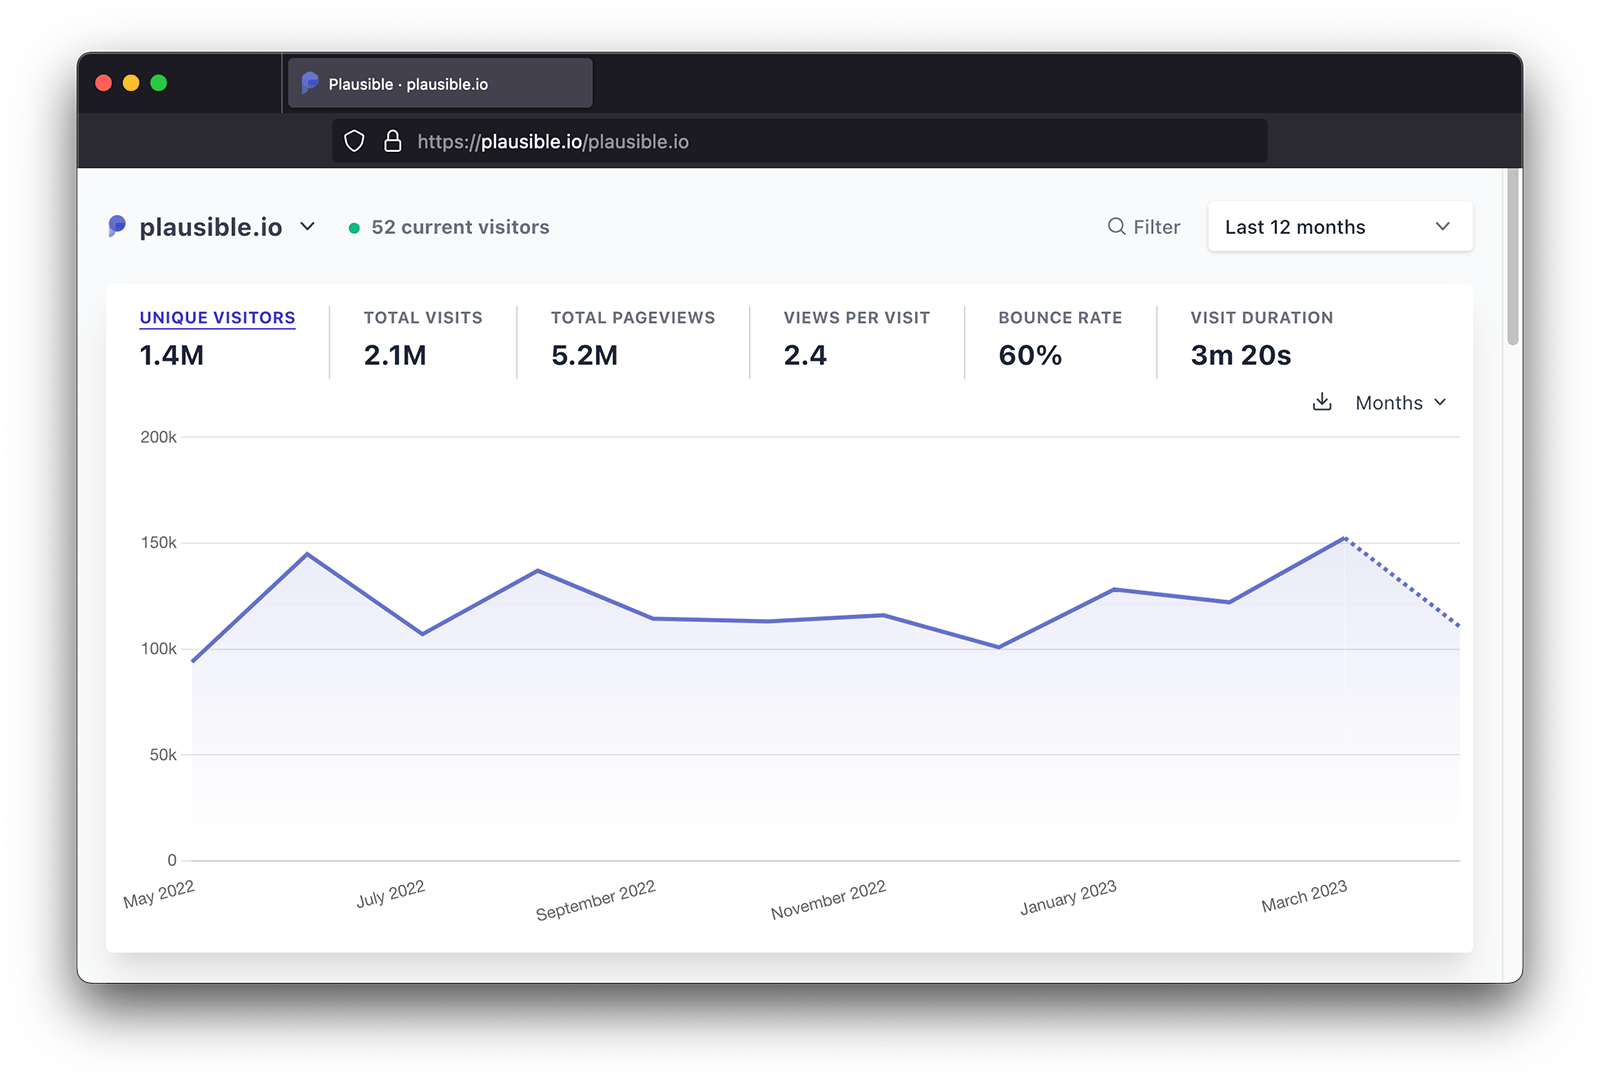 Plausible · plausible.io
https://plausible.io/plausible.io
plausible.io
52 current visitors
Filter
Last 12 months
UNIQUE VISITORS
1.4M
TOTAL VISITS
2.1M
TOTAL PAGEVIEWS
5.2M
VIEWS PER VISIT
2.4
BOUNCE RATE
60%
VISIT DURATION
3m 20s
Months
200k
150k
100k
50k
0
May 2022
July 2022
September 2022
November 2022
January 2023
March 2023